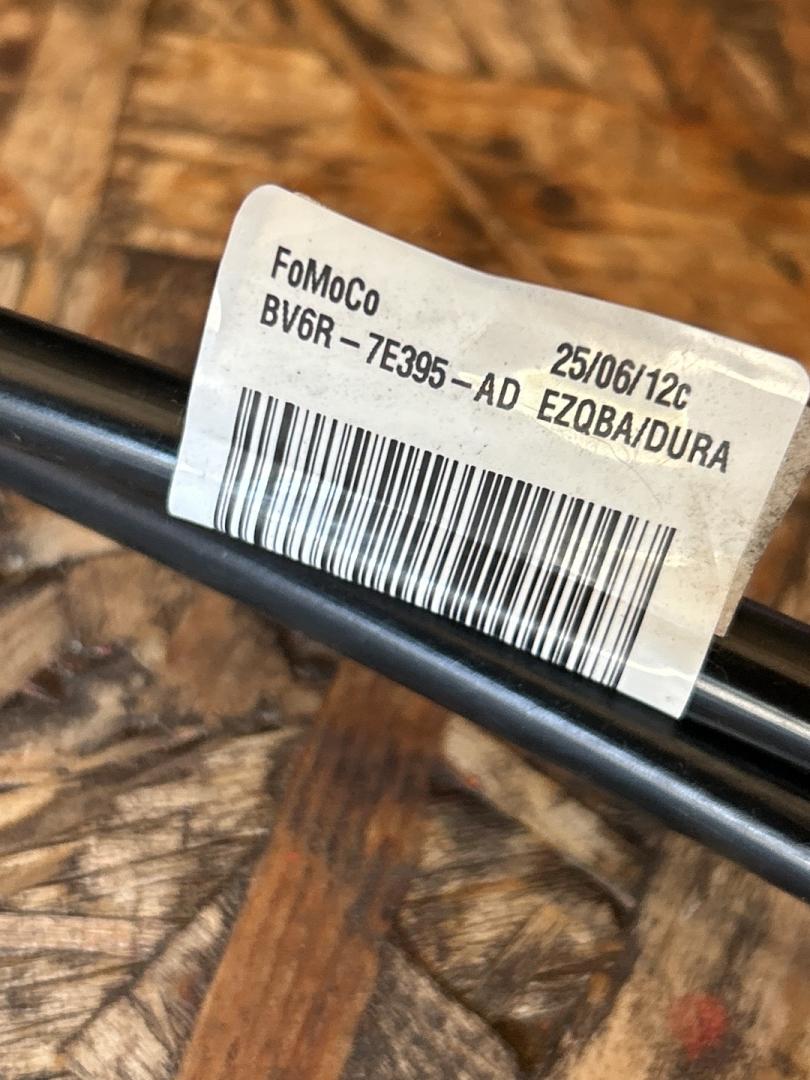 FoMoCo
25/06/12c
BV6R-7E395-AD EZQBA/DURA